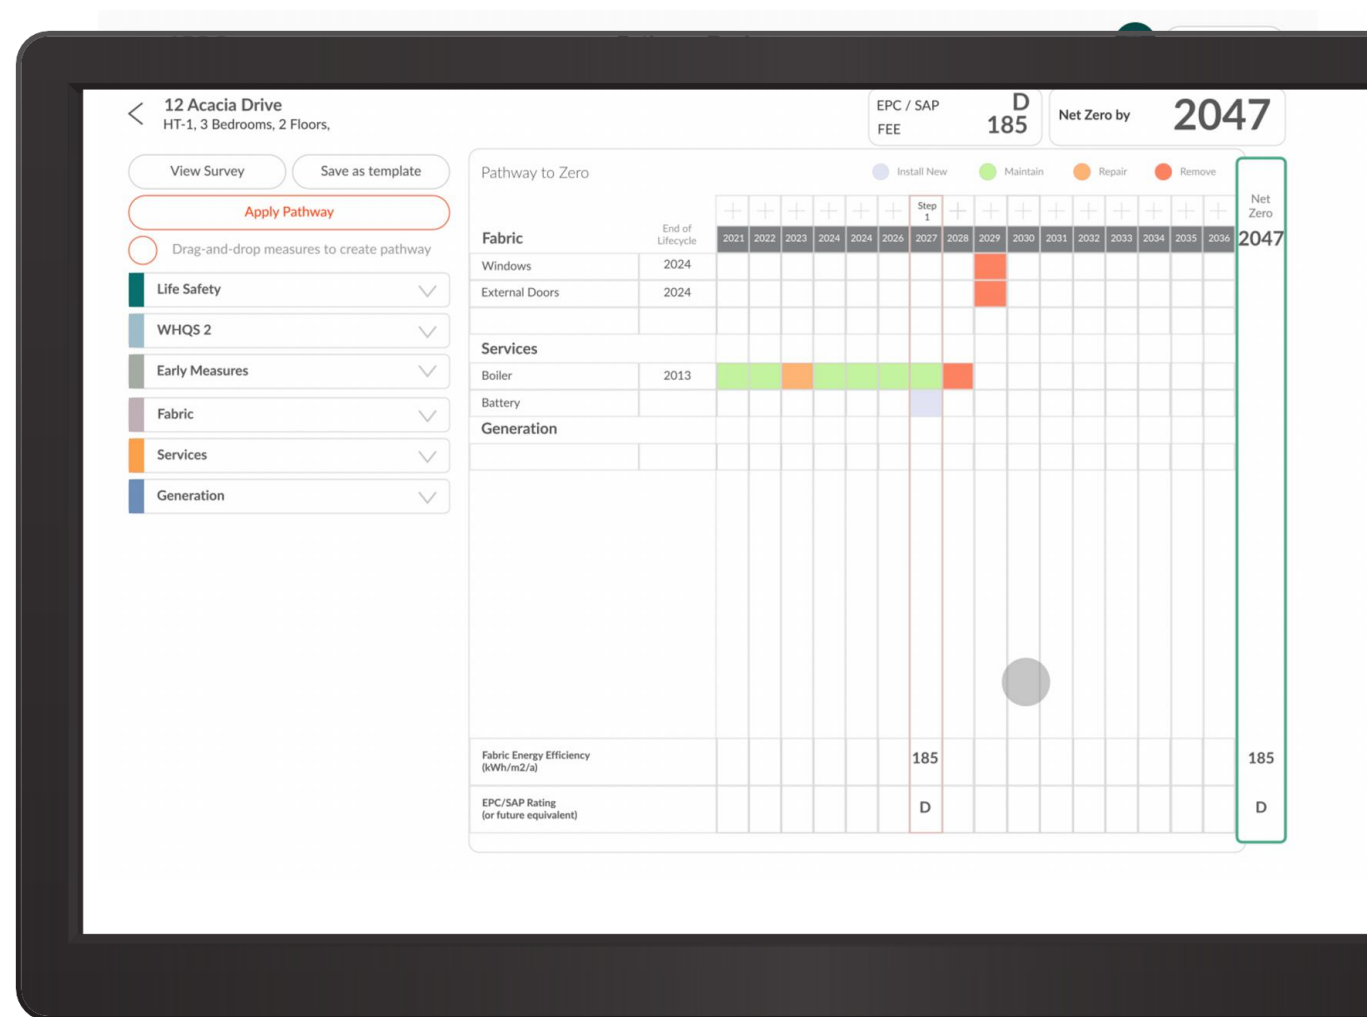 12 Acacia Drive
HT-1, 3 Bedrooms, 2 Floors,
EPC / SAP D
FEE 185
Net Zero by 2047
View Survey
Save as template
Apply Pathway
Drag-and-drop measures to create pathway
Life Safety
WHQS 2
Early Measures
Fabric
Services
Generation
Pathway to Zero
Install New
Maintain
Repair
Remove
Step
1
Net
Zero
2047
Fabric
End of
Lifecycle
2021 2022 2023 2024 2024 2026 2027 2028 2029 2030 2031 2032 2033 2034 2035 2036
Windows 2024
External Doors 2024
Services
Boiler 2013
Battery
Generation
Fabric Energy Efficiency
(kWh/m2/a)
185 185
EPC/SAP Rating
(or future equivalent)
D D